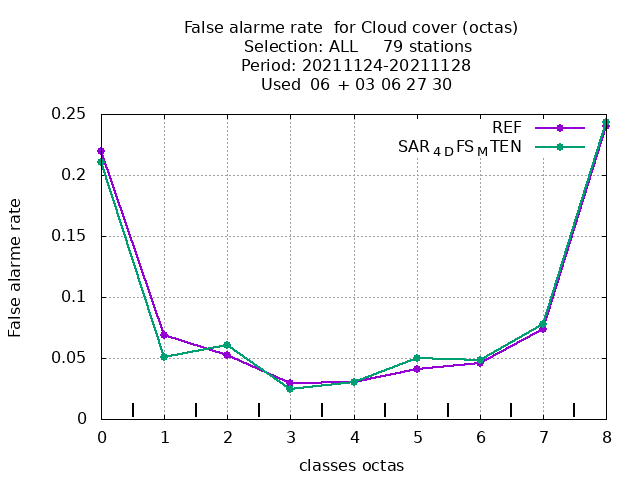 False alarme rate  for Cloud cover (octas)
Selection: ALL     79 stations
Period: 20211124-20211128
Used  06 + 03 06 27 30
0.25
0.2
0.15
0.1
0.05
0
False alarme rate
REF
SAR4DFSMTEN
0 1 2 3 4 5 6 7 8
classes octas